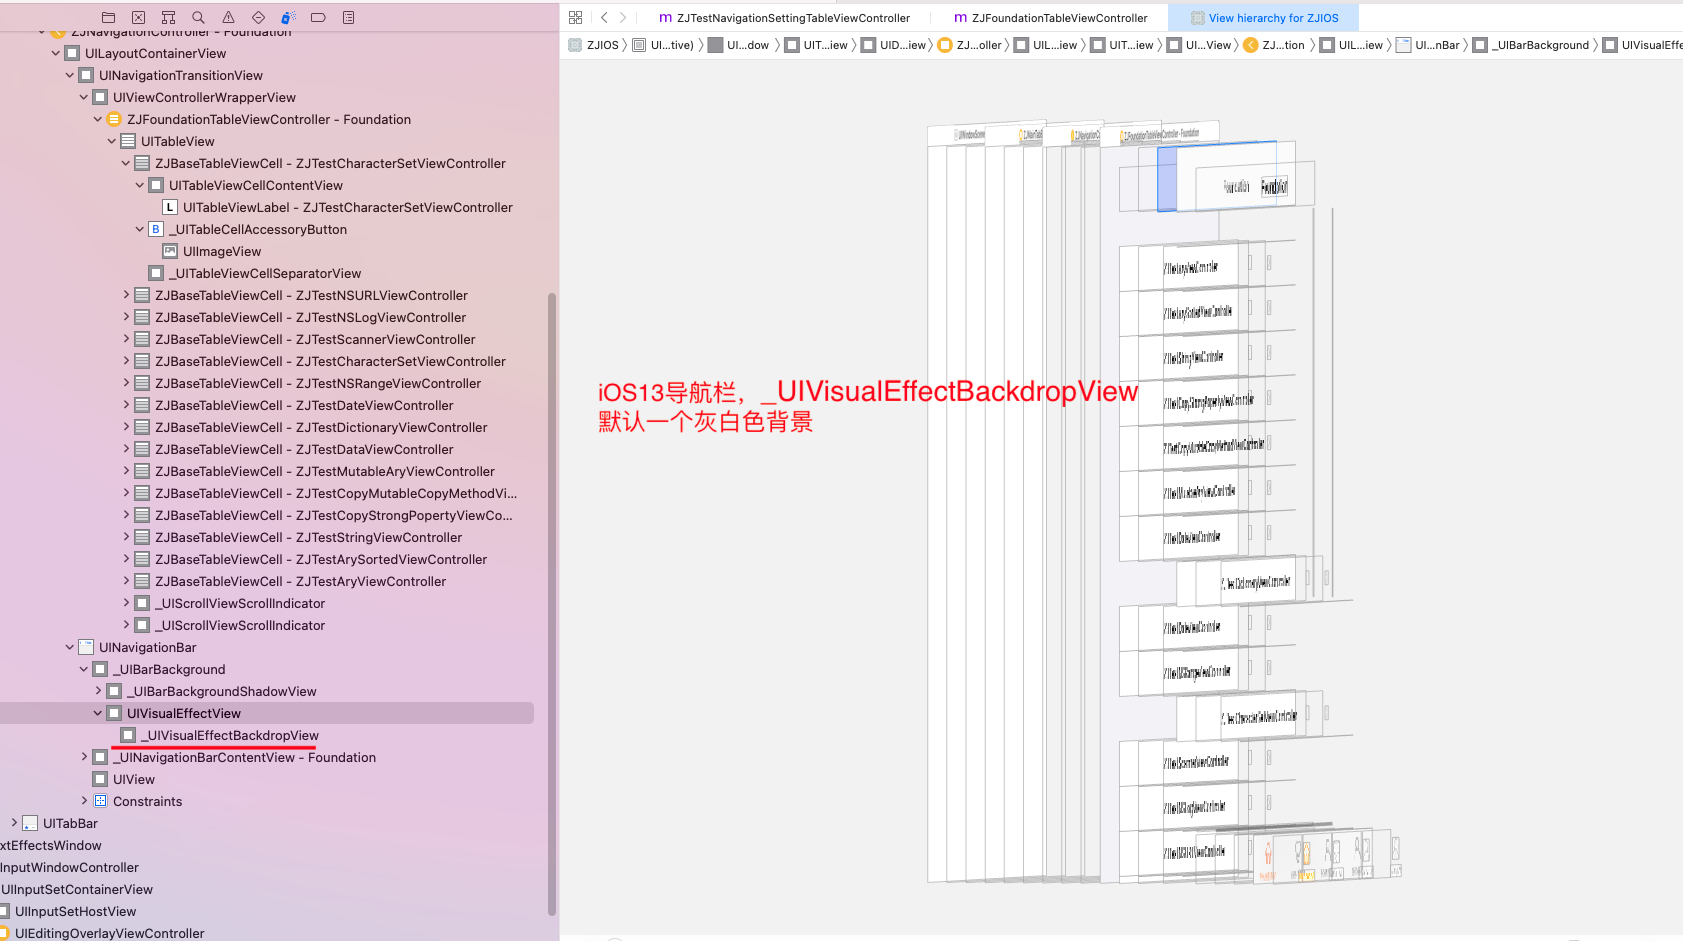 ZJTestNavigationSettingTableViewController
ZJFoundationTableViewController
View hierarchy for ZJIOS
ZJIOS
UI...tive)
UI...dow
UIT...iew
UID...iew
ZJ...oller
UIL...iew
UIT...iew
UI...View
ZJ...tion
UIL...iew
UI...nBar
_UIBarBackground
UIVisualEffe
ZJNavigationController - Foundation
UILayoutContainerView
UINavigationTransitionView
UIViewControllerWrapperView
ZJFoundationTableViewController - Foundation
UITableView
ZJBaseTableViewCell - ZJTestCharacterSetViewController
UITableViewCellContentView
L UITableViewLabel - ZJTestCharacterSetViewController
B _UITableCellAccessoryButton
UIImageView
_UITableViewCellSeparatorView
ZJBaseTableViewCell - ZJTestNSURLViewController
ZJBaseTableViewCell - ZJTestNSLogViewController
ZJBaseTableViewCell - ZJTestScannerViewController
ZJBaseTableViewCell - ZJTestCharacterSetViewController
ZJBaseTableViewCell - ZJTestNSRangeViewController
ZJBaseTableViewCell - ZJTestDateViewController
ZJBaseTableViewCell - ZJTestDictionaryViewController
ZJBaseTableViewCell - ZJTestDataViewController
ZJBaseTableViewCell - ZJTestMutableAryViewController
ZJBaseTableViewCell - ZJTestCopyMutableCopyMethodVi...
ZJBaseTableViewCell - ZJTestCopyStrongPopertyViewCo...
ZJBaseTableViewCell - ZJTestStringViewController
ZJBaseTableViewCell - ZJTestArySortedViewController
ZJBaseTableViewCell - ZJTestAryViewController
_UIScrollViewScrollIndicator
_UIScrollViewScrollIndicator
UINavigationBar
_UIBarBackground
_UIBarBackgroundShadowView
UIVisualEffectView
_UIVisualEffectBackdropView
_UINavigationBarContentView - Foundation
UIView
Constraints
UITabBar
xtEffectsWindow
InputWindowController
UIInputSetContainerView
UIInputSetHostView
UIEditingOverlayViewController
Foundation
Foundation
iOS13导航栏，_UIVisualEffectBackdropView
默认一个灰白色背景